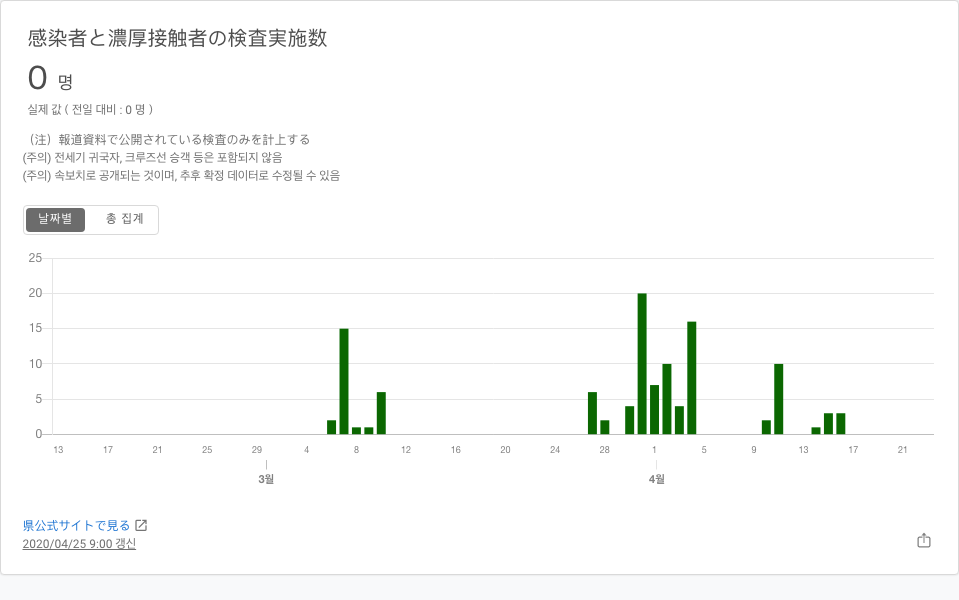 感染者と濃厚接触者の検査実施数
0 명
실제 값 ( 전일 대비 : 0 명 )
（注）報道資料で公開されている検査のみを計上する
(주의) 전세기 귀국자, 크루즈선 승객 등은 포함되지 않음
(주의) 속보치로 공개되는 것이며, 추후 확정 데이터로 수정될 수 있음
날짜별 총 집계
25
20
15
10
5
0
13 17 21 25 29 4 8 12 16 20 24 28 1 5 9 13 17 21
3월 4월
県公式サイトで見る
2020/04/25 9:00 갱신